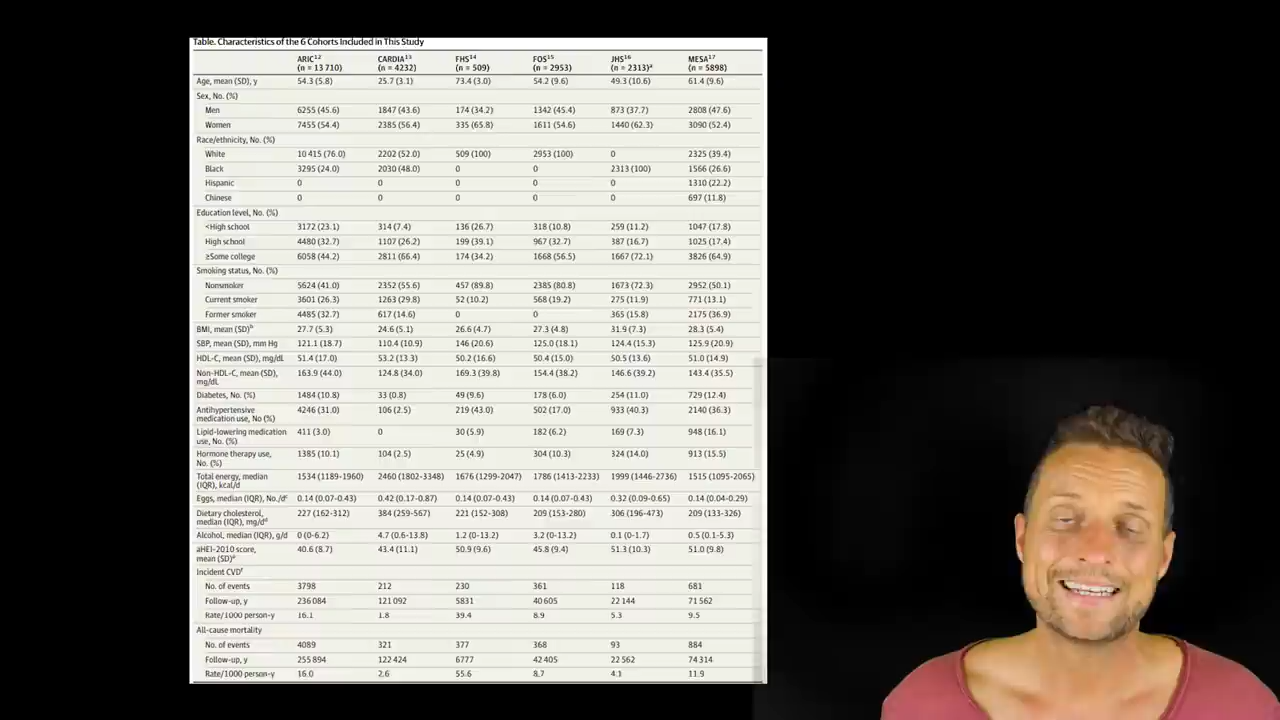 Table. Characteristics of the 6 Cohorts Included in This Study
ARIC12 CARDIA13 FHS14 FOS15 JHS16 MESA17
(n = 13 710) (n = 4232) (n = 509) (n = 2953) (n = 2313)a (n = 5898)
Age, mean (SD), y 54.3 (5.8) 25.7 (3.1) 73.4 (3.0) 54.2 (9.6) 49.3 (10.6) 61.4 (9.6)
Sex, No. (%)
Men 6255 (45.6) 1847 (43.6) 174 (34.2) 1342 (45.4) 873 (37.7) 2808 (47.6)
Women 7455 (54.4) 2385 (56.4) 335 (65.8) 1611 (54.6) 1440 (62.3) 3090 (52.4)
Race/ethnicity, No. (%)
White 10 415 (76.0) 2202 (52.0) 509 (100) 2953 (100) 0 2325 (39.4)
Black 3295 (24.0) 2030 (48.0) 0 0 2313 (100) 1566 (26.6)
Hispanic 0 0 0 0 0 1310 (22.2)
Chinese 0 0 0 0 0 697 (11.8)
Education level, No. (%)
<High school 3172 (23.1) 314 (7.4) 136 (26.7) 318 (10.8) 259 (11.2) 1047 (17.8)
High school 4480 (32.7) 1107 (26.2) 199 (39.1) 967 (32.7) 387 (16.7) 1025 (17.4)
≥Some college 6058 (44.2) 2811 (66.4) 174 (34.2) 1668 (56.5) 1667 (72.1) 3826 (64.9)
Smoking status, No. (%)
Nonsmoker 5624 (41.0) 2352 (55.6) 457 (89.8) 2385 (80.8) 1673 (72.3) 2952 (50.1)
Current smoker 3601 (26.3) 1263 (29.8) 52 (10.2) 568 (19.2) 275 (11.9) 771 (13.1)
Former smoker 4485 (32.7) 617 (14.6) 0 0 365 (15.8) 2175 (36.9)
BMI, mean (SD)b 27.7 (5.3) 24.6 (5.1) 26.6 (4.7) 27.3 (4.8) 31.9 (7.3) 28.3 (5.4)
SBP, mean (SD), mm Hg 121.1 (18.7) 110.4 (10.9) 146 (20.6) 125.0 (18.1) 124.4 (15.3) 125.9 (20.9)
HDL-C, mean (SD), mg/dL 51.4 (17.0) 53.2 (13.3) 50.2 (16.6) 50.4 (15.0) 50.5 (13.6) 51.0 (14.9)
Non-HDL-C, mean (SD), 163.9 (44.0) 124.8 (34.0) 169.3 (39.8) 154.4 (38.2) 146.6 (39.2) 143.4 (35.5)
mg/dL
Diabetes, No. (%) 1484 (10.8) 33 (0.8) 49 (9.6) 178 (6.0) 254 (11.0) 729 (12.4)
Antihypertensive 4246 (31.0) 106 (2.5) 219 (43.0) 502 (17.0) 933 (40.3) 2140 (36.3)
medication use, No (%)
Lipid-lowering medication 411 (3.0) 0 30 (5.9) 182 (6.2) 169 (7.3) 948 (16.1)
use, No. (%)
Hormone therapy use, 1385 (10.1) 104 (2.5) 25 (4.9) 304 (10.3) 324 (14.0) 913 (15.5)
No. (%)
Total energy, median 1534 (1189-1960) 2460 (1802-3348) 1676 (1299-2047) 1786 (1413-2233) 1999 (1446-2736) 1515 (1095-2065)
(IQR), kcal/d
Eggs, median (IQR), No./dc 0.14 (0.07-0.43) 0.42 (0.17-0.87) 0.14 (0.07-0.43) 0.14 (0.07-0.43) 0.32 (0.09-0.65) 0.14 (0.04-0.29)
Dietary cholesterol, 227 (162-312) 384 (259-567) 221 (152-308) 209 (153-280) 306 (196-473) 209 (133-326)
median (IQR), mg/dd
Alcohol, median (IQR), g/d 0 (0-6.2) 4.7 (0.6-13.8) 1.2 (0-13.2) 3.2 (0-13.2) 0.1 (0-1.7) 0.5 (0.1-5.3)
aHEI-2010 score, 40.6 (8.7) 43.4 (11.1) 50.9 (9.6) 45.8 (9.4) 51.3 (10.3) 51.0 (9.8)
mean (SD)e
Incident CVDf
No. of events 3798 212 230 361 118 681
Follow-up, y 236 084 121 092 5831 40 605 22 144 71 562
Rate/1000 person-y 16.1 1.8 39.4 8.9 5.3 9.5
All-cause mortality
No. of events 4089 321 377 368 93 884
Follow-up, y 255 894 122 424 6777 42 405 22 562 74 314
Rate/1000 person-y 16.0 2.6 55.6 8.7 4.1 11.9